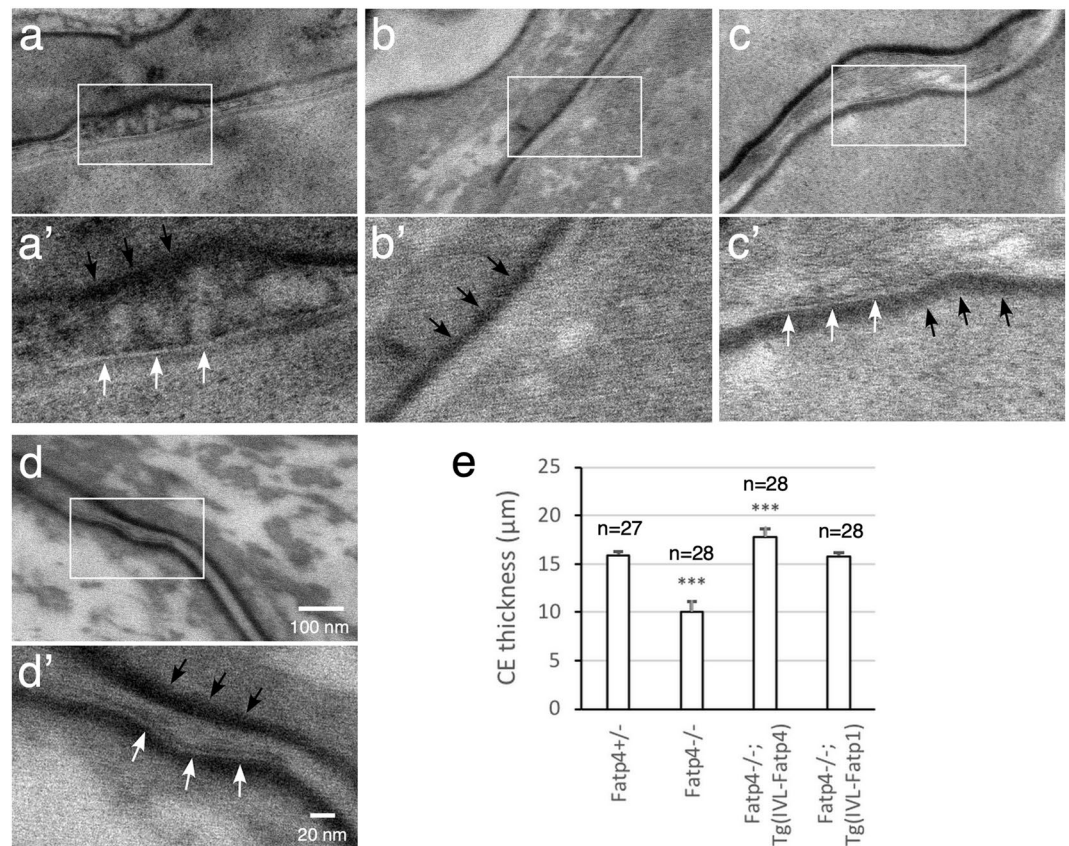 a
b
c
a’
b’
c’
d
100 nm
d’
20 nm
e
CE thickness (μm)
25
20
15
10
5
0
n=27
n=28
***
n=28
***
n=28
Fatp4+/-
Fatp4-/-
Fatp4-/-;
Tg(IVL-Fatp4)
Fatp4-/-;
Tg(IVL-Fatp1)